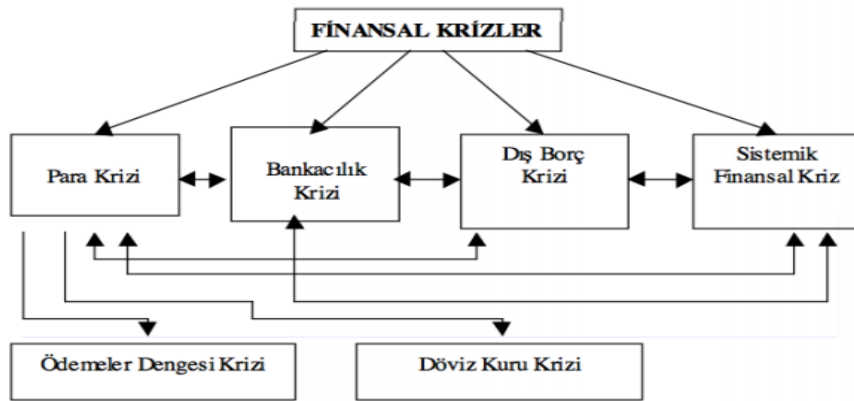 FİNANSAL KRİZLER
Para Krizi
Bankacılık
Krizi
Dış Borç
Krizi
Sistemik
Finansal Kriz
Ödemeler Dengesi Krizi
Döviz Kuru Krizi